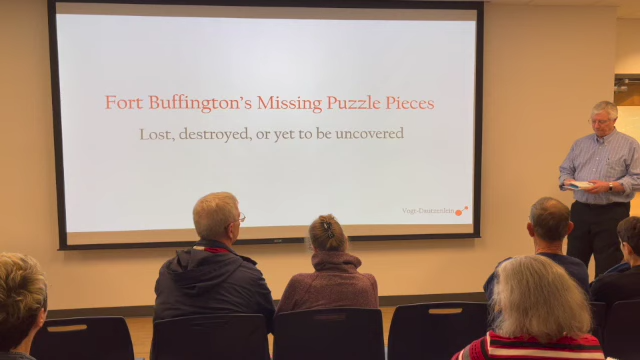 Fort Buffington's Missing Puzzle Pieces
Lost, destroyed, or yet to be uncovered